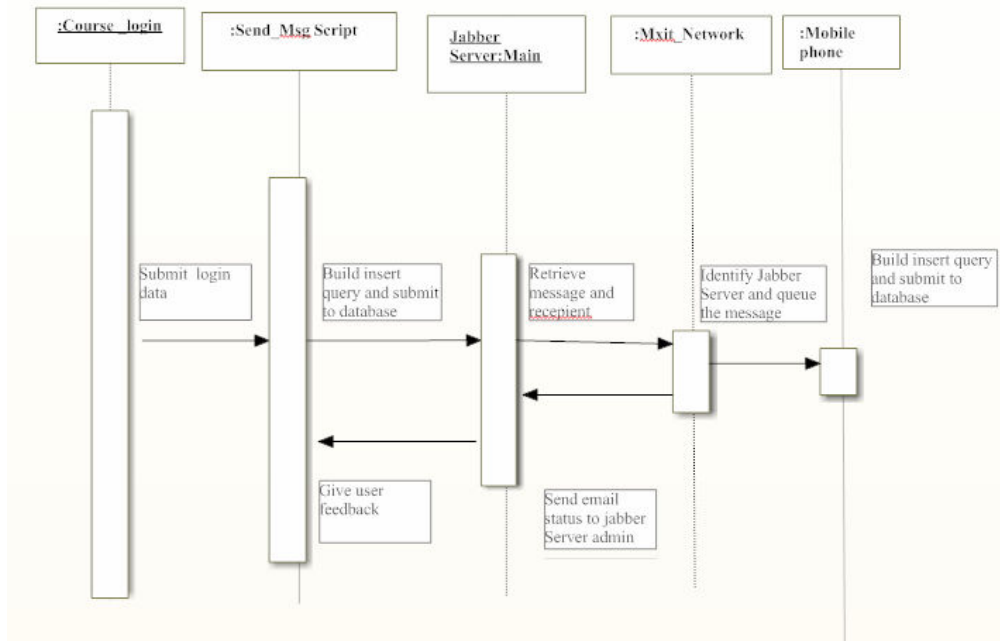 :Course_login
:Send_Msg Script
Jabber
Server:Main
:Mxit_Network
:Mobile
phone
Submit login
data
Build insert
query and submit
to database
Retrieve
message and
recepient
Identify Jabber
Server and queue
the message
Build insert query
and submit to
database
Give user
feedback
Send email
status to jabber
Server admin